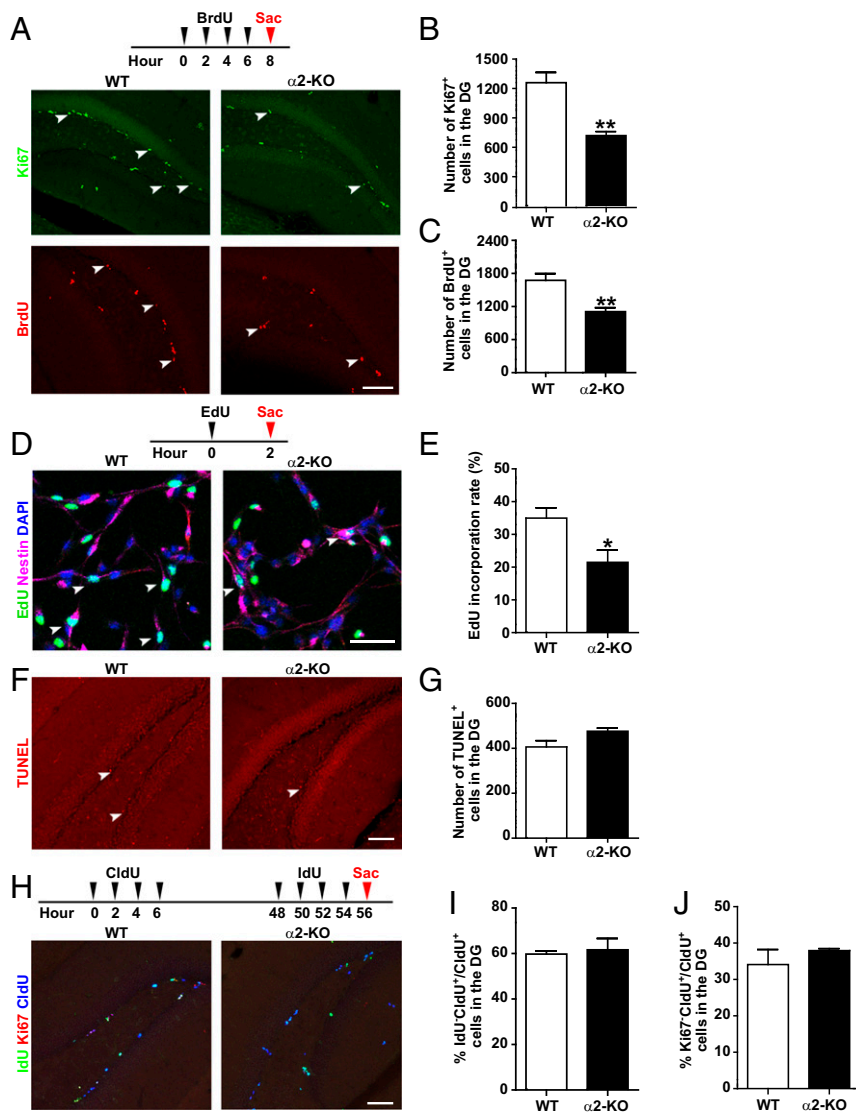 A
BrdU
Sac
Hour 0 2 4 6 8
WT
α2-KO
Ki67
BrdU
B
Number of Ki67⁺
cells in the DG
1500
1200
900
600
300
0
**
WT
α2-KO
C
Number of BrdU⁺
cells in the DG
2400
1800
1200
600
0
**
WT
α2-KO
D
EdU
Sac
Hour 0 2
WT
α2-KO
EdU Nestin DAPI
E
EdU incorporation rate (%)
50
40
30
20
10
0
*
WT
α2-KO
F
WT
α2-KO
TUNEL
G
Number of TUNEL⁺
cells in the DG
600
400
200
0
WT
α2-KO
H
CldU
IdU
Sac
Hour 0 2 4 6 48 50 52 54 56
WT
α2-KO
IdU Ki67 CldU
I
% IdU⁻CldU⁺/CldU⁺
cells in the DG
80
60
40
20
0
WT
α2-KO
J
% Ki67⁻CldU⁺/CldU⁺
cells in the DG
50
40
30
20
10
0
WT
α2-KO